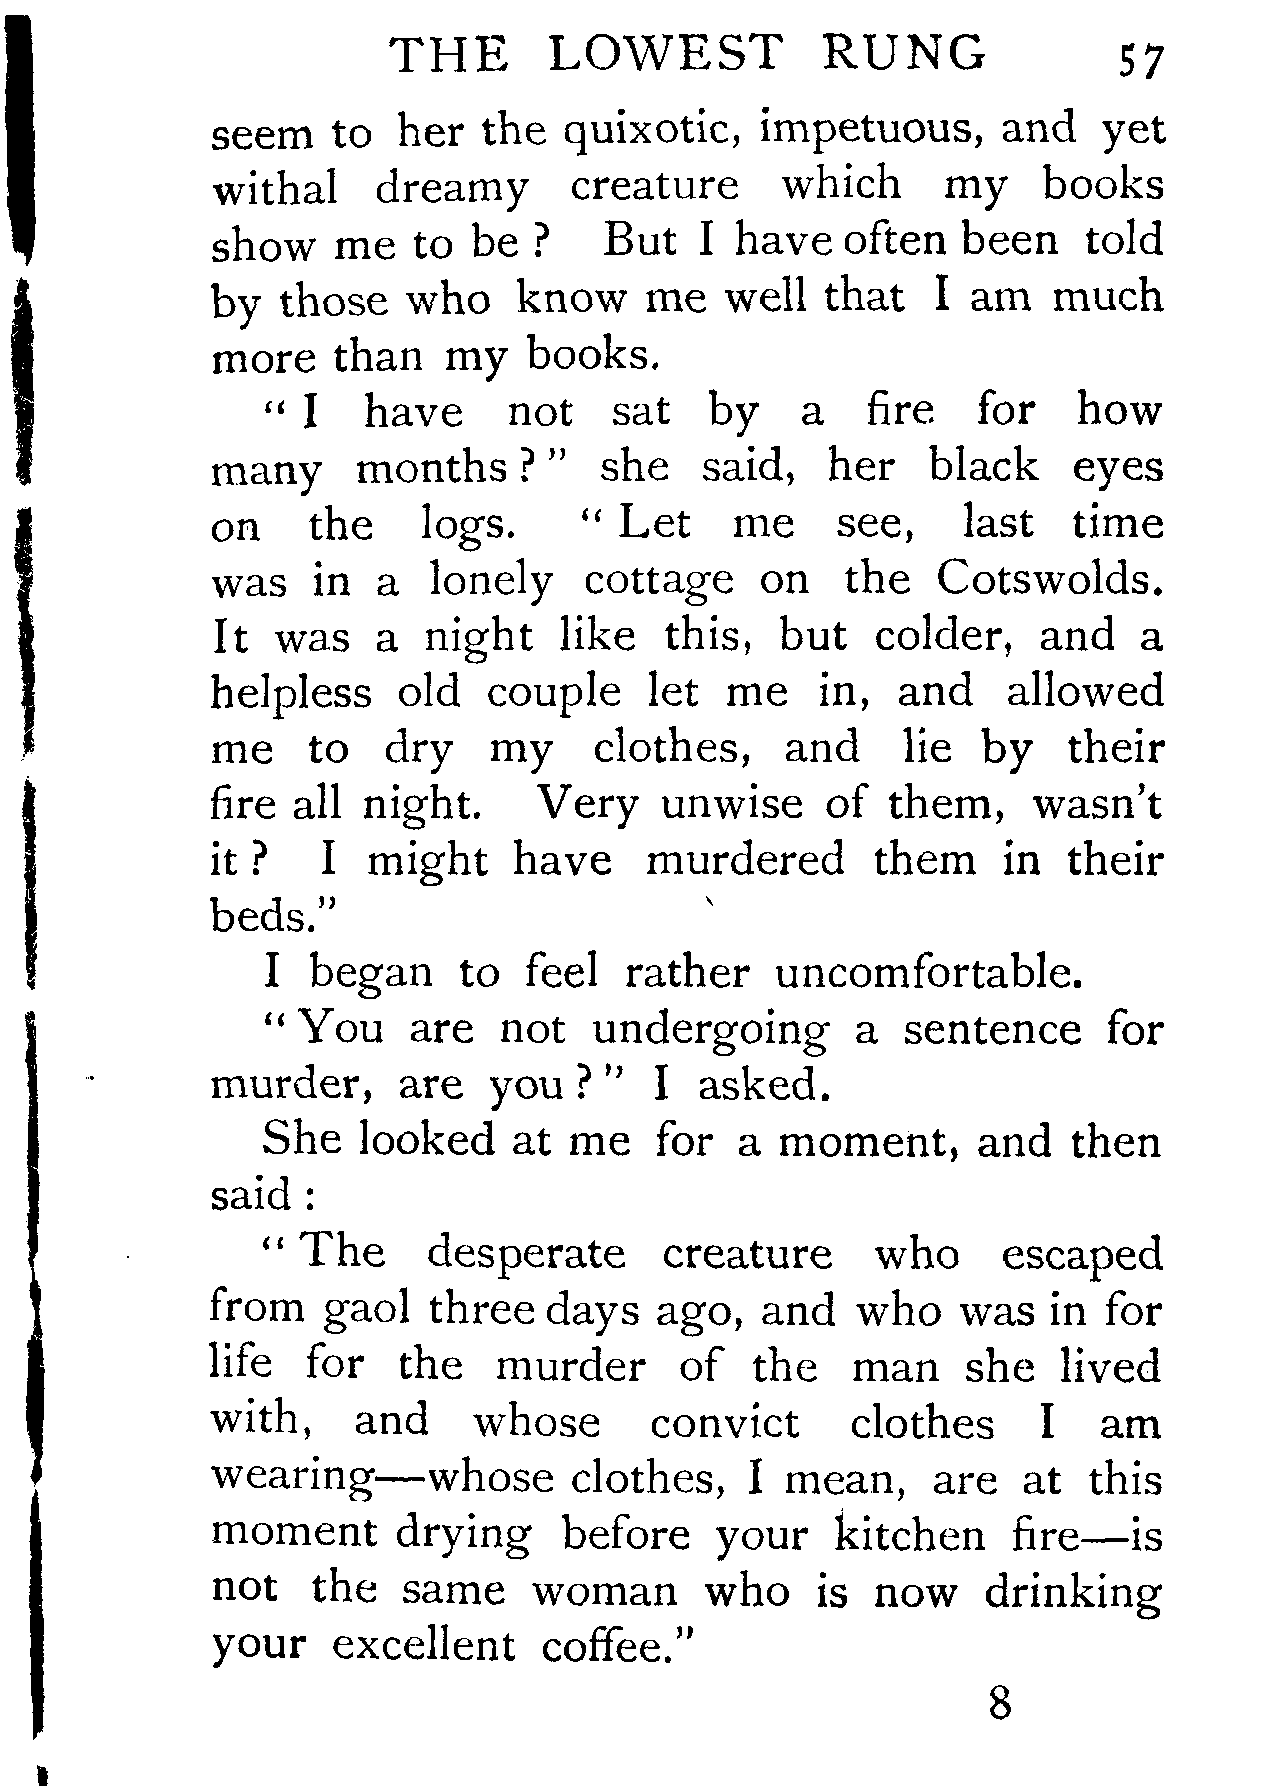 THE LOWEST RUNG 57
seem to her the quixotic, impetuous, and yet
withal dreamy creature which my books
show me to be ? But I have often been told
by those who know me well that I am much
more than my books.
“ I have not sat by a fire for how
many months ? ” she said, her black eyes
on the logs. “ Let me see, last time
was in a lonely cottage on the Cotswolds.
It was a night like this, but colder, and a
helpless old couple let me in, and allowed
me to dry my clothes, and lie by their
fire all night. Very unwise of them, wasn't
it ? I might have murdered them in their
beds.”
I began to feel rather uncomfortable.
“ You are not undergoing a sentence for
murder, are you ? ” I asked.
She looked at me for a moment, and then
said :
“ The desperate creature who escaped
from gaol three days ago, and who was in for
life for the murder of the man she lived
with, and whose convict clothes I am
wearing—whose clothes, I mean, are at this
moment drying before your kitchen fire—is
not the same woman who is now drinking
your excellent coffee.”
8